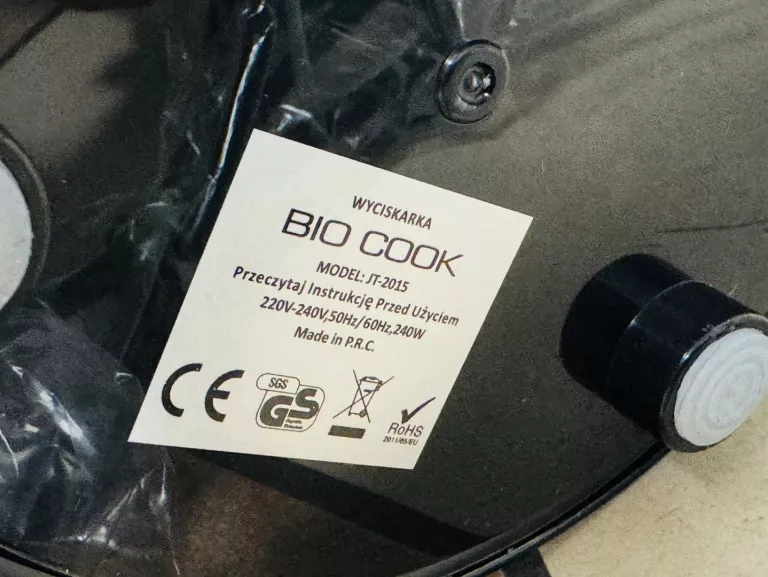 WYCISKARKA
BIO COOK
MODEL: JT-2015
Przeczytaj Instrukcję Przed Użyciem
220V-240V,50Hz/60Hz,240W
Made in P.R.C.
CE
SGS
GS
RoHS
2011/65/EU